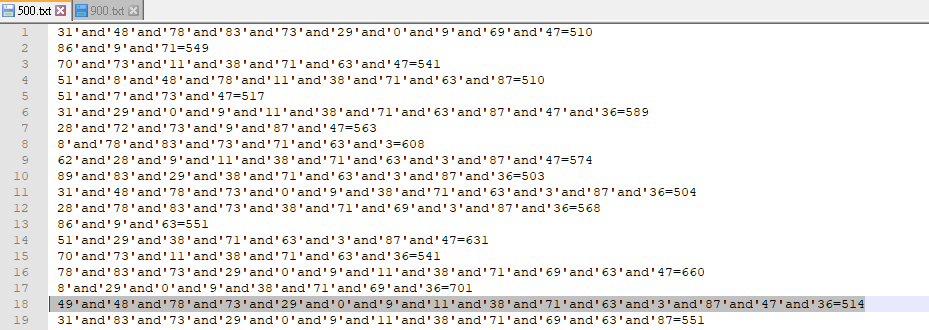 500.txt 900.txt
1 31'and'48'and'78'and'83'and'73'and'29'and'0'and'9'and'69'and'47=510
2 86'and'9'and'71=549
3 70'and'73'and'11'and'38'and'71'and'63'and'47=541
4 51'and'8'and'48'and'78'and'11'and'38'and'71'and'63'and'87=510
5 51'and'7'and'73'and'47=517
6 31'and'29'and'0'and'9'and'11'and'38'and'71'and'63'and'87'and'47'and'36=589
7 28'and'72'and'73'and'9'and'87'and'47=563
8 8'and'78'and'83'and'73'and'71'and'63'and'3=608
9 62'and'28'and'9'and'11'and'38'and'71'and'63'and'3'and'87'and'47=574
10 89'and'83'and'29'and'38'and'71'and'63'and'3'and'87'and'36=503
11 31'and'48'and'78'and'73'and'0'and'9'and'38'and'71'and'63'and'3'and'87'and'36=504
12 28'and'78'and'83'and'73'and'38'and'71'and'69'and'3'and'87'and'36=568
13 86'and'9'and'63=551
14 51'and'29'and'38'and'71'and'63'and'3'and'87'and'47=631
15 70'and'73'and'11'and'38'and'71'and'63'and'36=541
16 78'and'83'and'73'and'29'and'0'and'9'and'11'and'38'and'71'and'69'and'63'and'47=660
17 8'and'29'and'0'and'9'and'38'and'71'and'69'and'36=701
18 49'and'48'and'78'and'73'and'29'and'0'and'9'and'11'and'38'and'71'and'63'and'3'and'87'and'47'and'36=514
19 31'and'83'and'73'and'29'and'0'and'9'and'11'and'38'and'71'and'69'and'63'and'87=551